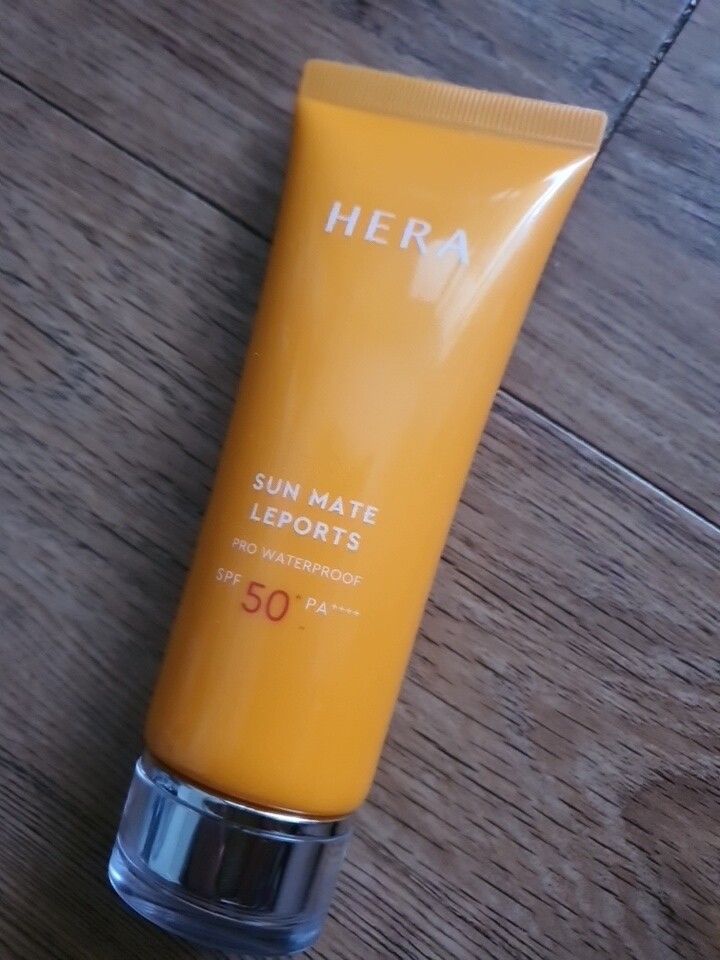 HERA
SUN MATE
LEPORTS
PRO WATERPROOF
SPF 50+ PA++++